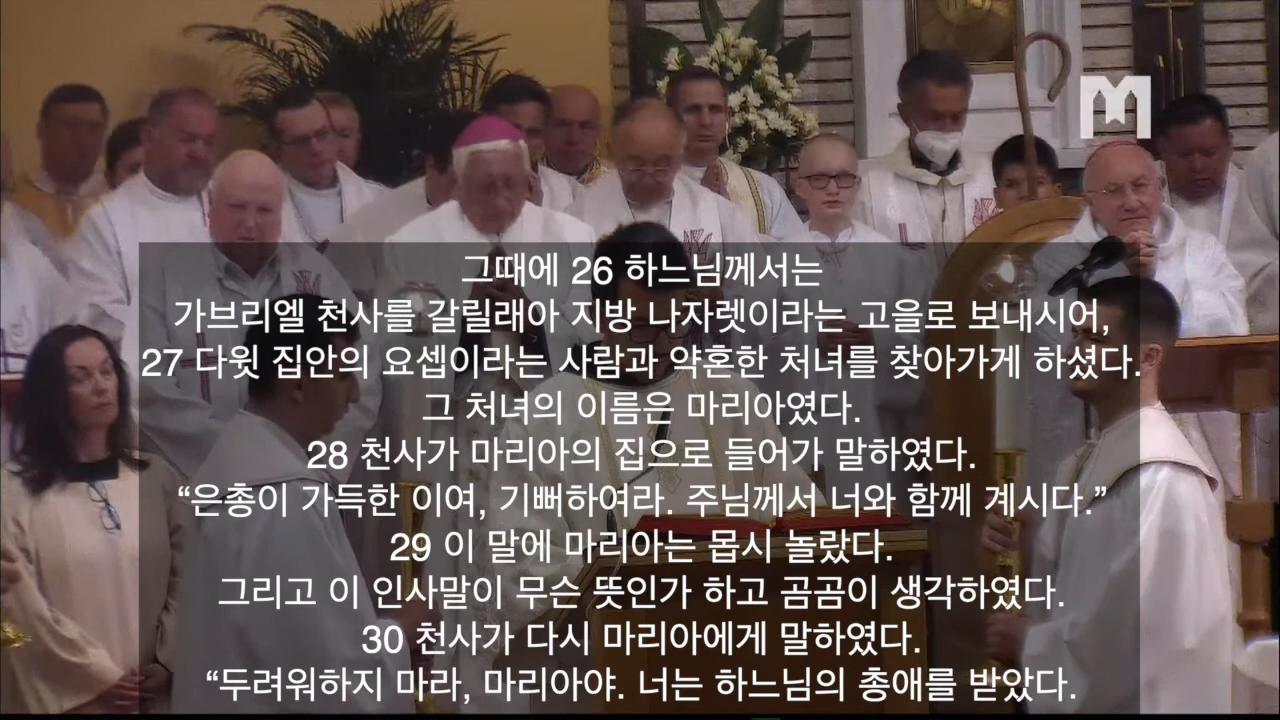 그때에 26 하느님께서는
가브리엘 천사를 갈릴래아 지방 나자렛이라는 고을로 보내시어,
27 다윗 집안의 요셉이라는 사람과 약혼한 처녀를 찾아가게 하셨다.
그 처녀의 이름은 마리아였다.
28 천사가 마리아의 집으로 들어가 말하였다.
“은총이 가득한 이여, 기뻐하여라. 주님께서 너와 함께 계시다.”
29 이 말에 마리아는 몹시 놀랐다.
그리고 이 인사말이 무슨 뜻인가 하고 곰곰이 생각하였다.
30 천사가 다시 마리아에게 말하였다.
“두려워하지 마라, 마리아야. 너는 하느님의 총애를 받았다.